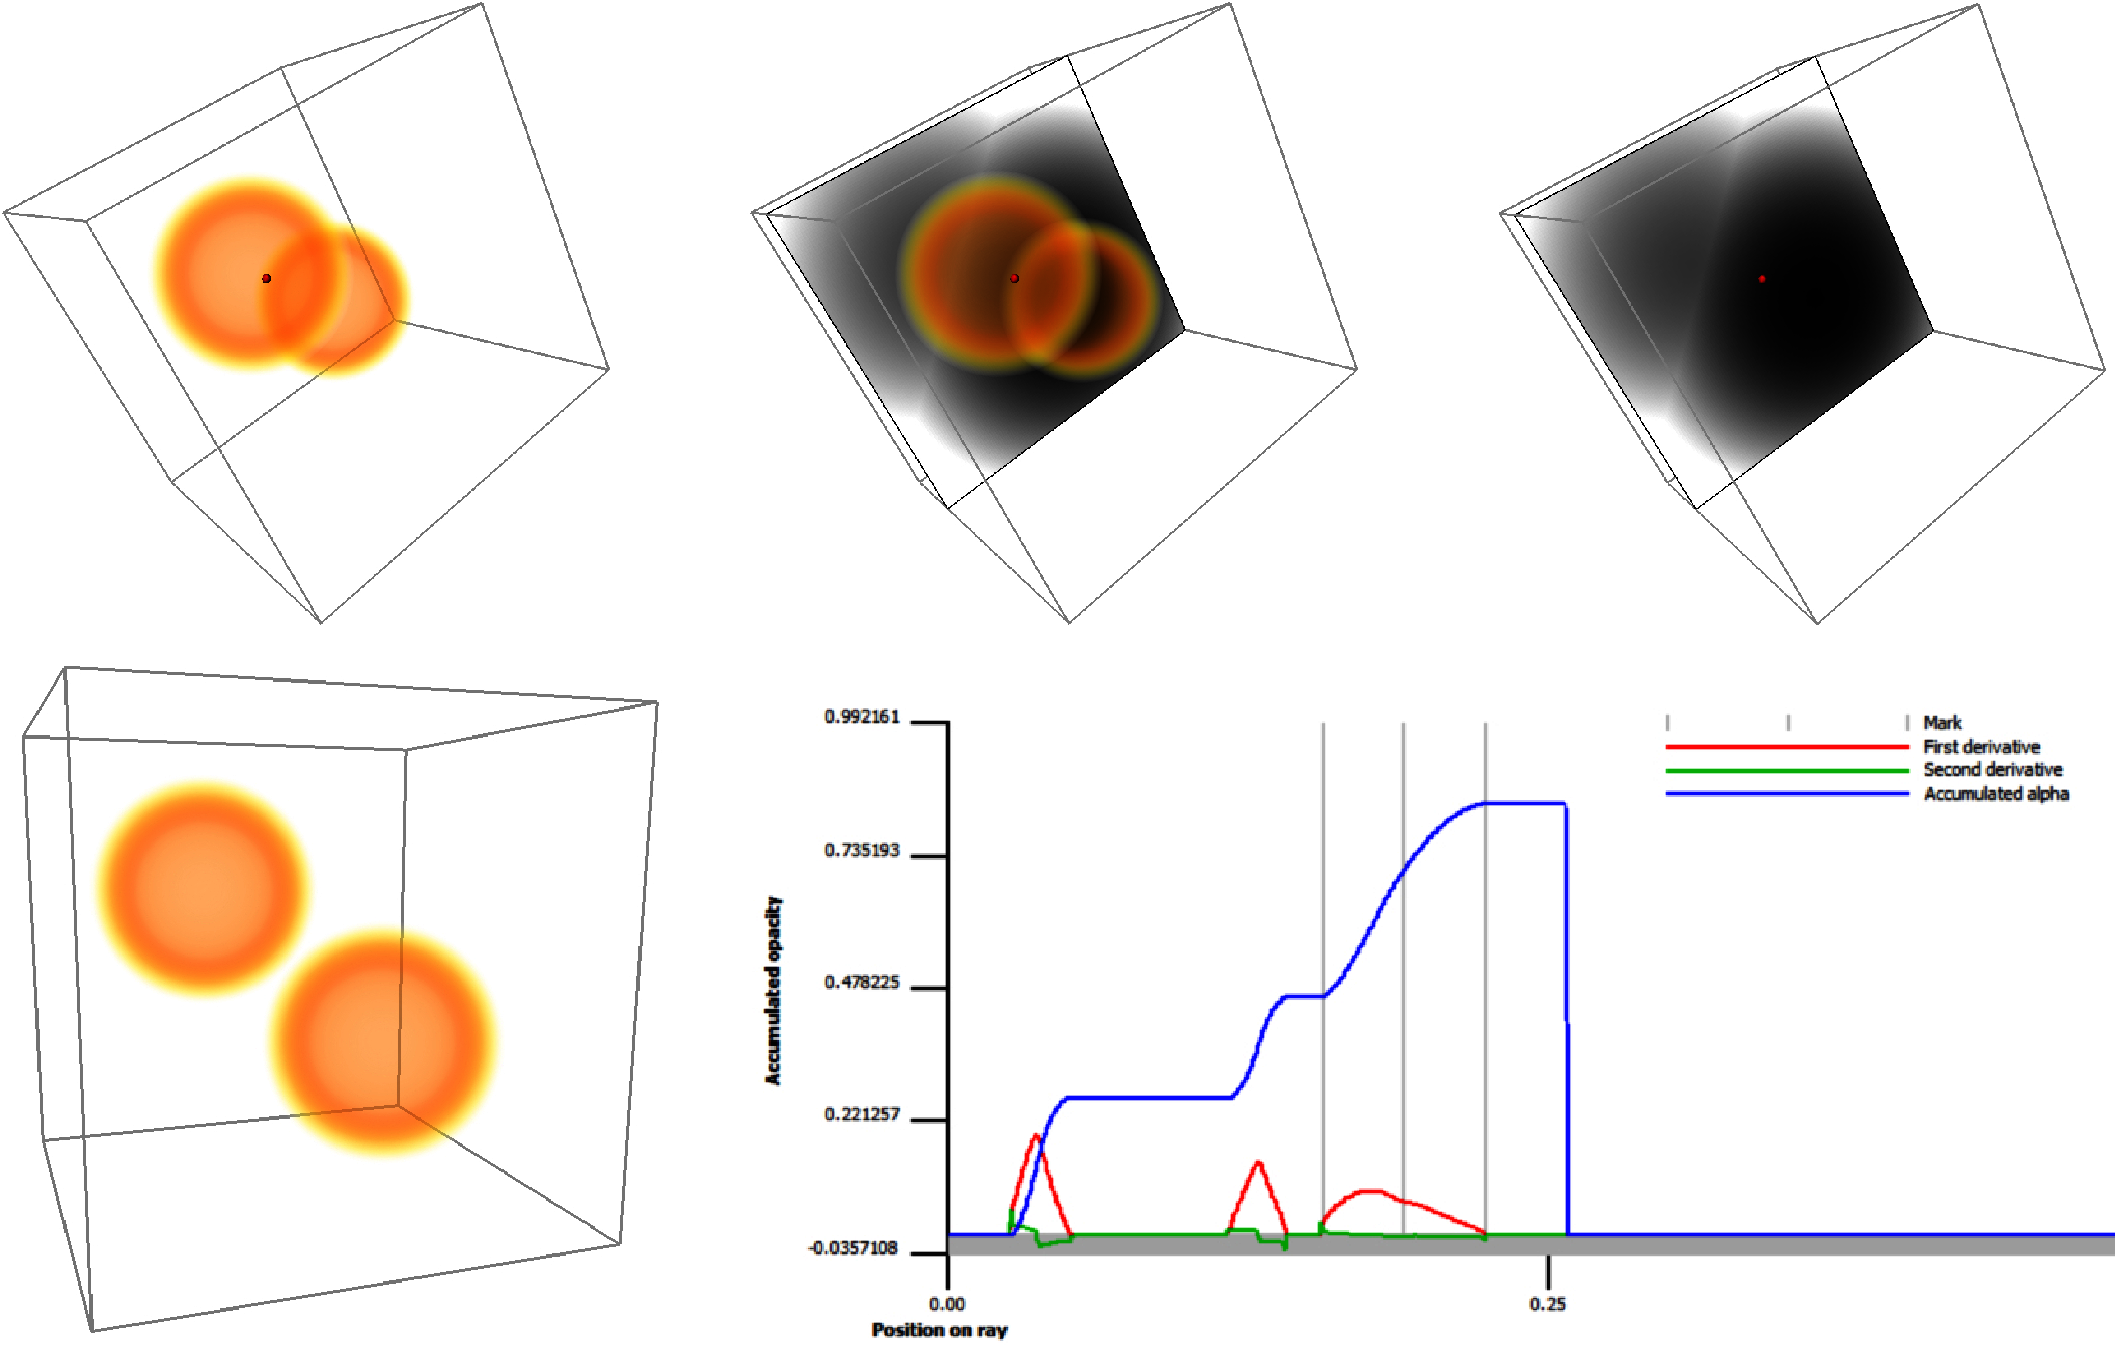 0.992161
Mark
First derivative
0.735193
Second derivative
Accumulated alpha
Accumulated opacity
0.478225
0.221257
-0.0357108
0.00
0.25
Position on ray